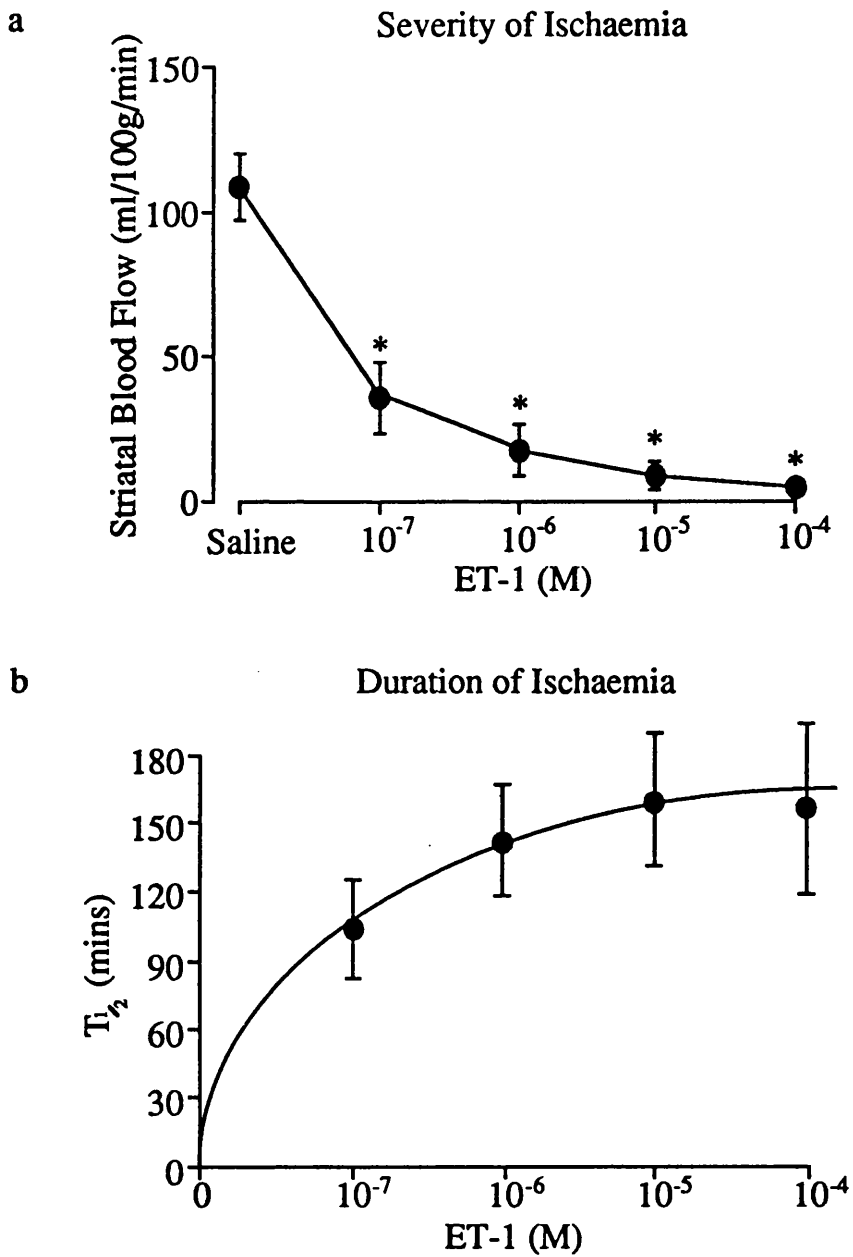 a
Severity of Ischaemia
Striatal Blood Flow (ml/100g/min)
150
100
50
0
*
*
*
*
Saline
10⁻⁷
10⁻⁶
10⁻⁵
10⁻⁴
ET-1 (M)
b
Duration of Ischaemia
T½ (mins)
180
150
120
90
60
30
0
0
10⁻⁷
10⁻⁶
10⁻⁵
10⁻⁴
ET-1 (M)